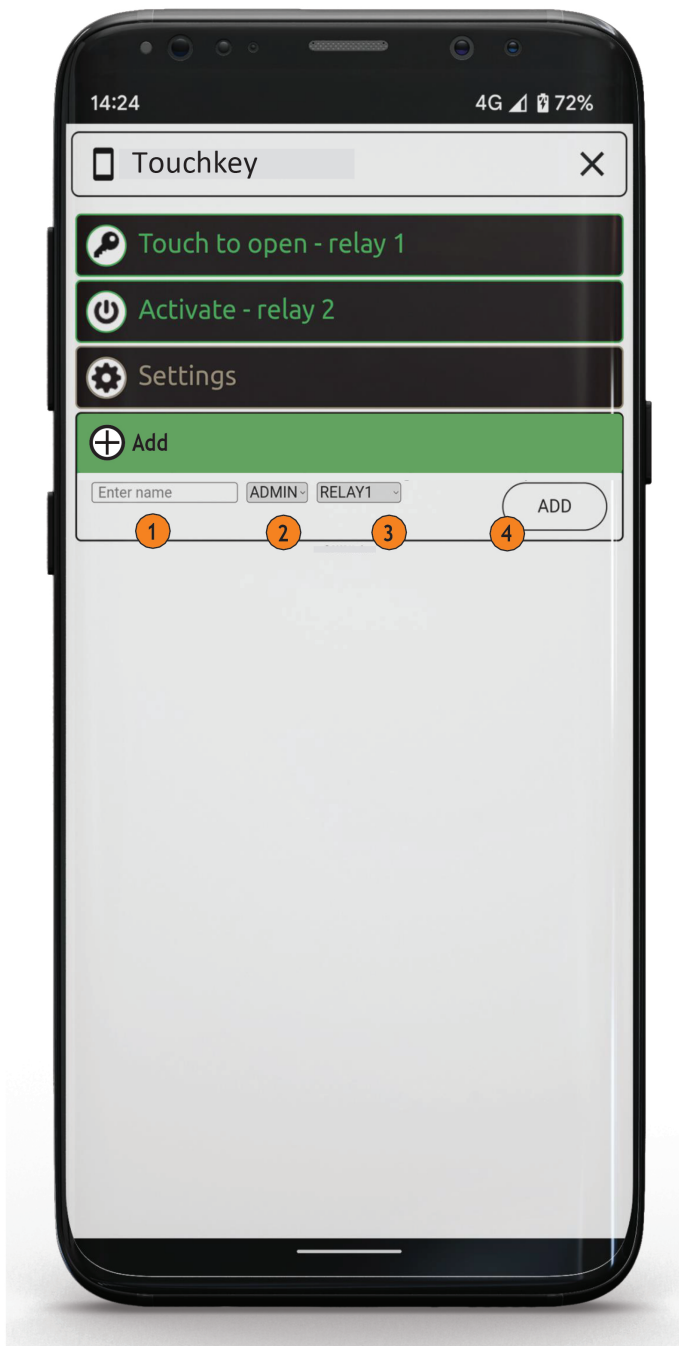 14:24 4G 72%
Touchkey
Touch to open - relay 1
Activate - relay 2
Settings
Add
Enter name ADMIN RELAY1 ADD
1 2 3 4